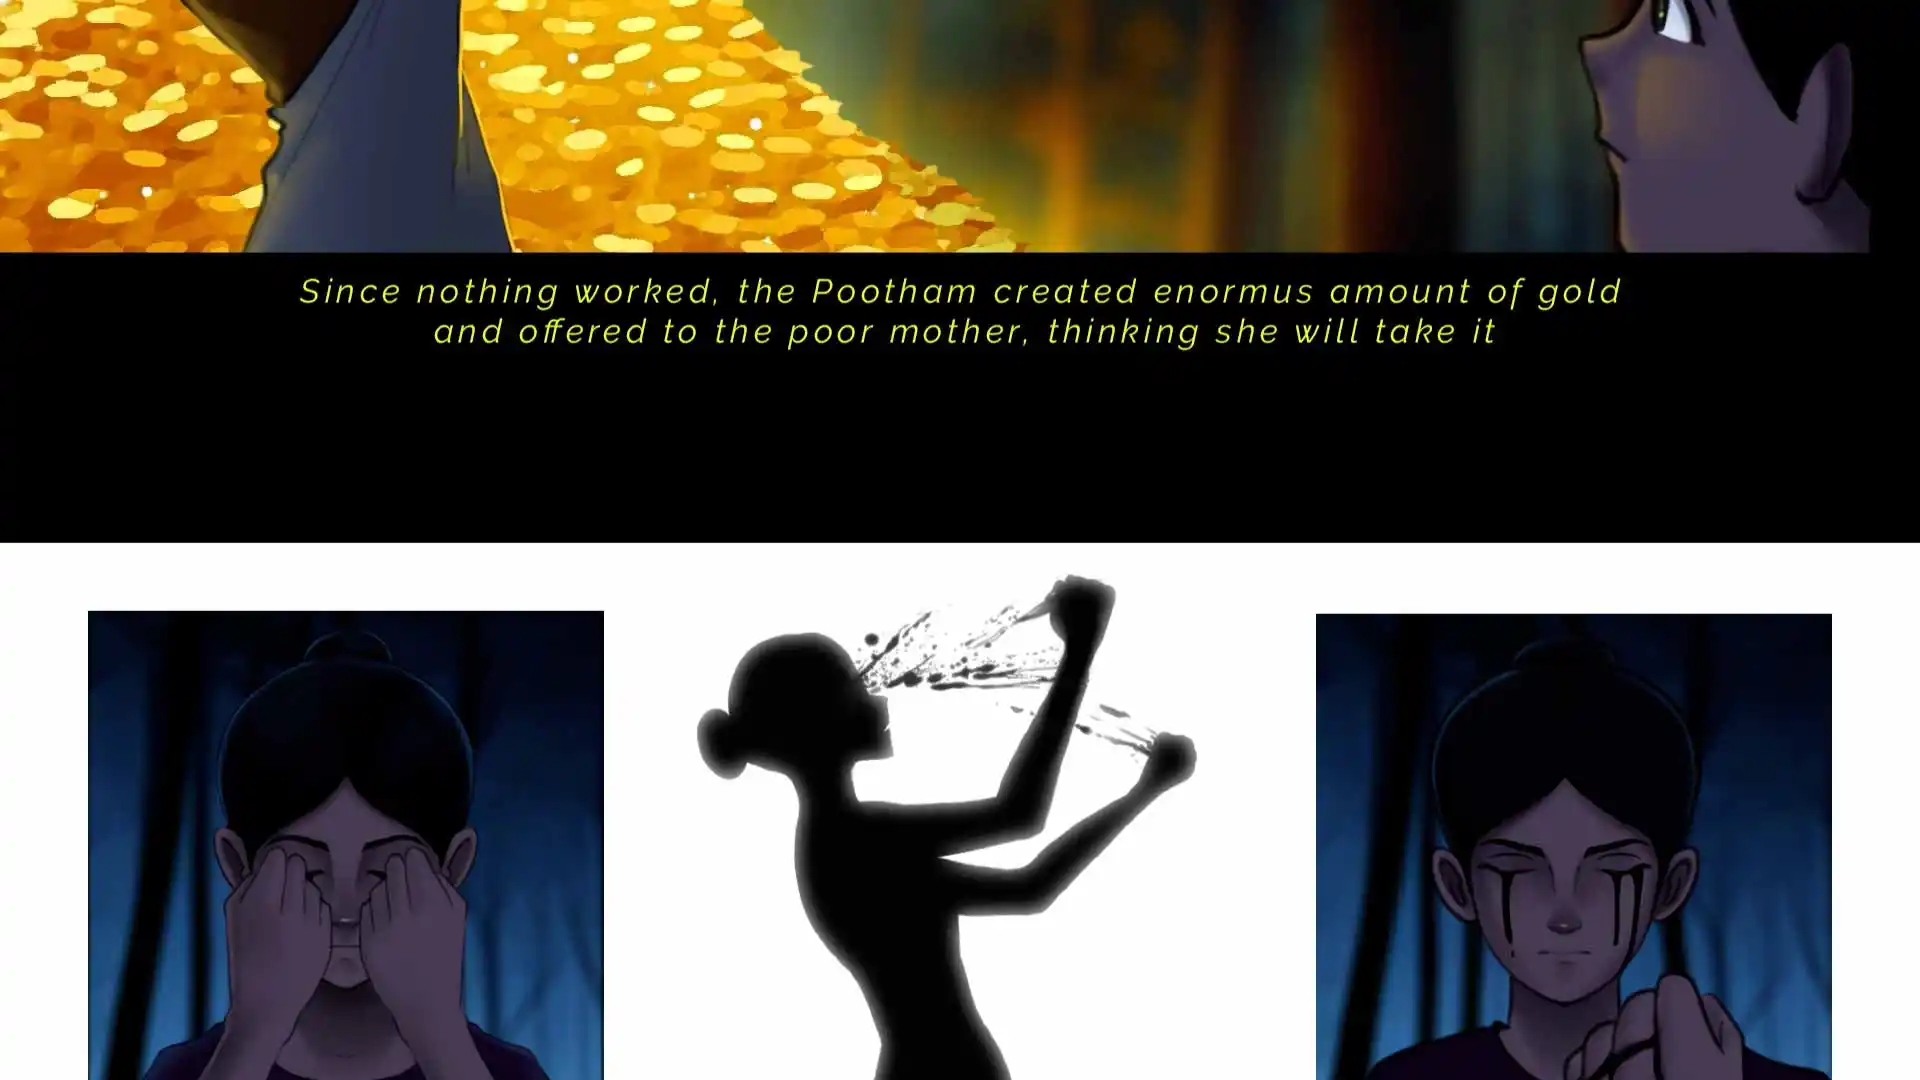 Since nothing worked, the Pootham created enormus amount of gold
and offered to the poor mother, thinking she will take it